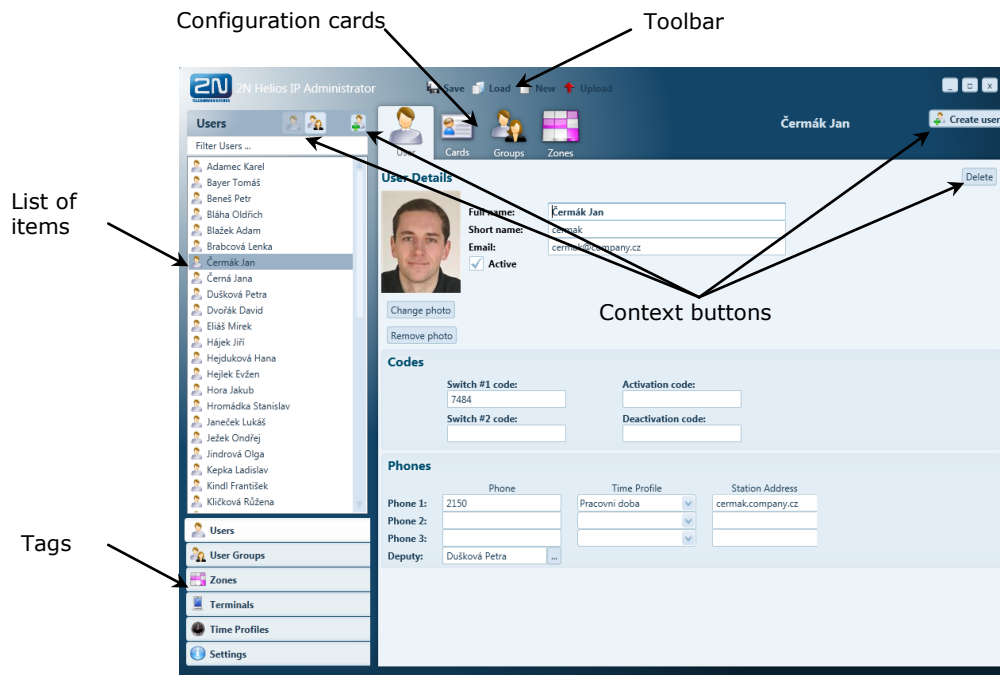 Configuration cards
Toolbar
2N
TELECOMMUNICATIONS
2N Helios IP Administrator
Save
Load
New
Upload
Users
Filter Users ...
User
Cards
Groups
Zones
Čermák Jan
Create user
List of
items
Adamec Karel
Bayer Tomáš
Beneš Petr
Bláha Oldřich
Blažek Adam
Brabcová Lenka
Čermák Jan
Černá Jana
Dušková Petra
Dvořák David
Eliáš Mirek
Hájek Jiří
Hejduková Hana
Hejlek Evžen
Hora Jakub
Hromádka Stanislav
Janeček Lukáš
Ježek Ondřej
Jindrová Olga
Kepka Ladislav
Kindl František
Kličková Růžena
Tags
Users
User Groups
Zones
Terminals
Time Profiles
Settings
User Details
Delete
Full name: Čermák Jan
Short name: cermak
Email: cermak@company.cz
Active
Change photo
Remove photo
Context buttons
Codes
Switch #1 code: Activation code:
7484
Switch #2 code: Deactivation code:
Phones
Phone Time Profile Station Address
Phone 1: 2150 Pracovni doba cermak.company.cz
Phone 2:
Phone 3:
Deputy: Dušková Petra ...